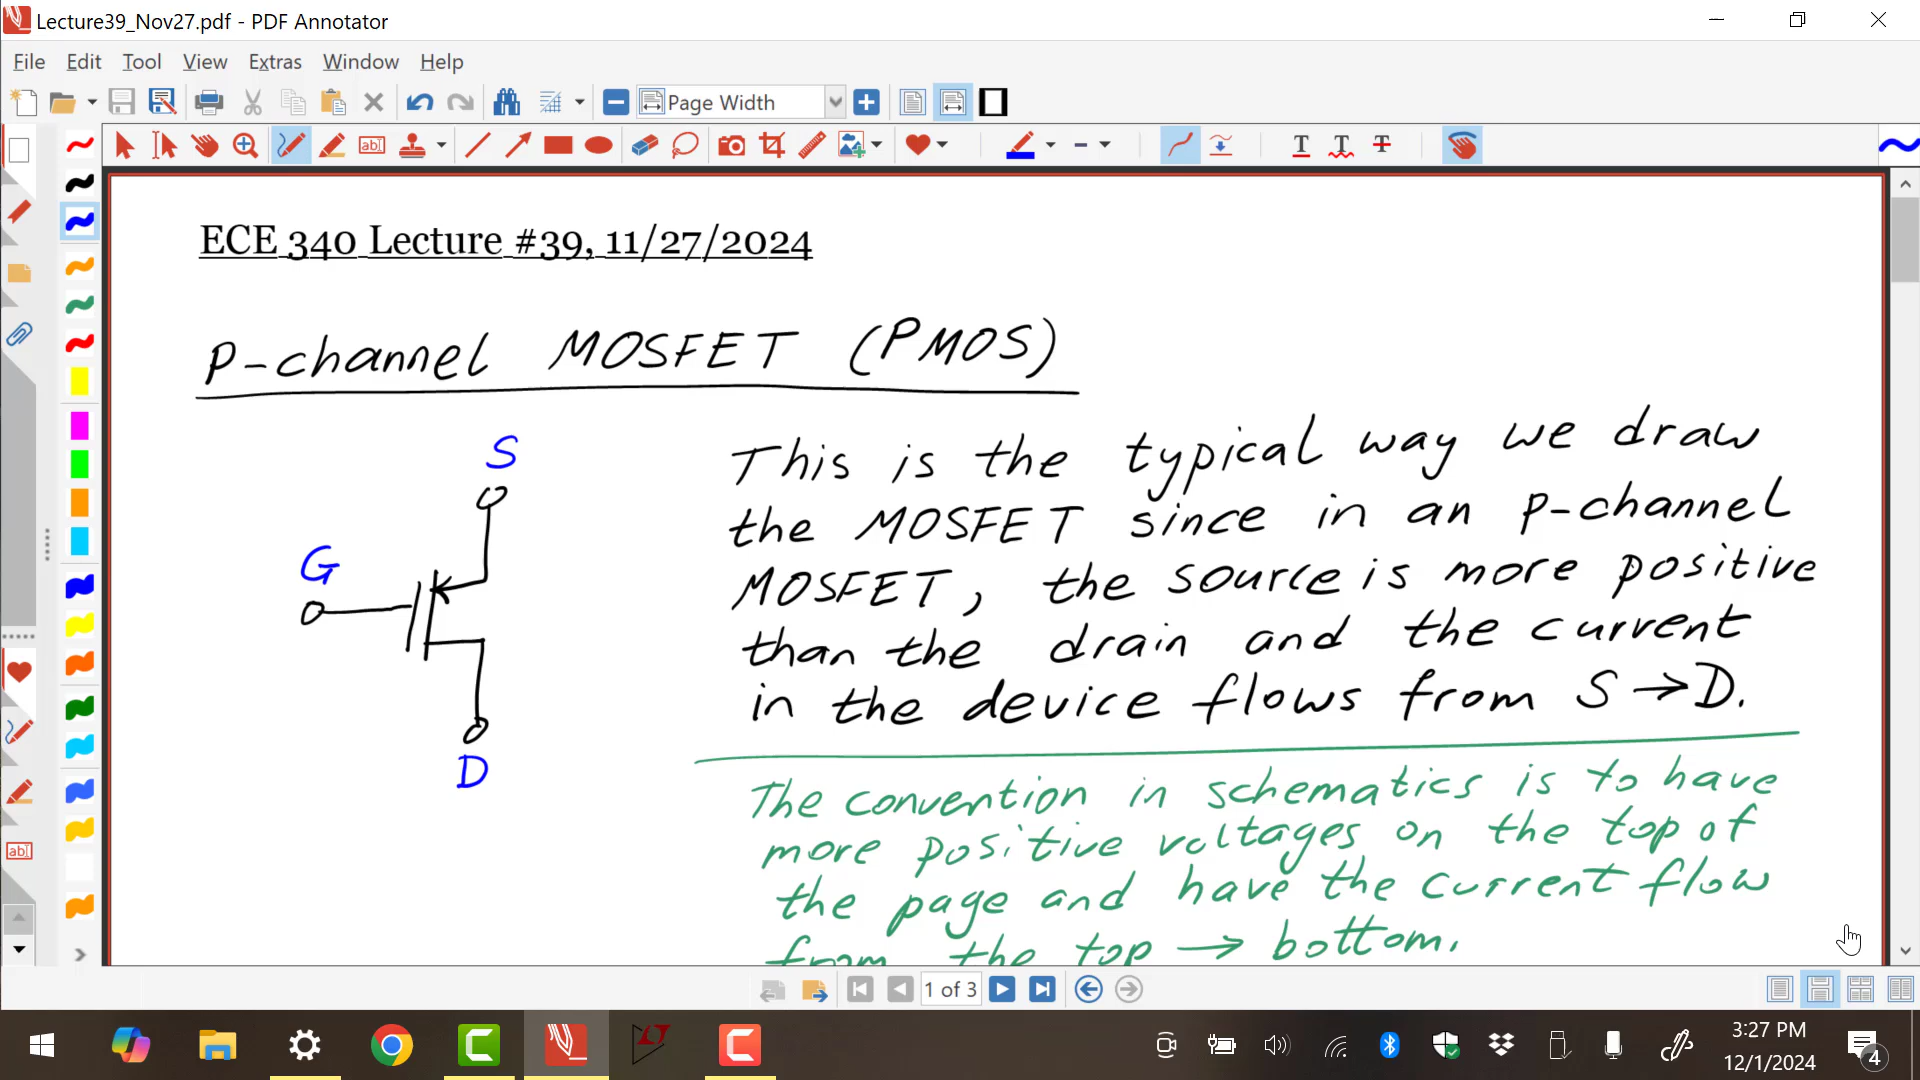 Lecture39_Nov27.pdf - PDF Annotator
File Edit Tool View Extras Window Help
Page Width
ECE 340 Lecture #39, 11/27/2024
P-channel MOSFET (PMOS)
S
G
D
This is the typical way we draw
the MOSFET since in an p-channel
MOSFET, the source is more positive
than the drain and the current
in the device flows from S → D.
The convention in schematics is to have
more positive voltages on the top of
the page and have the current flow
from the top → bottom.
1 of 3
3:27 PM
12/1/2024
4